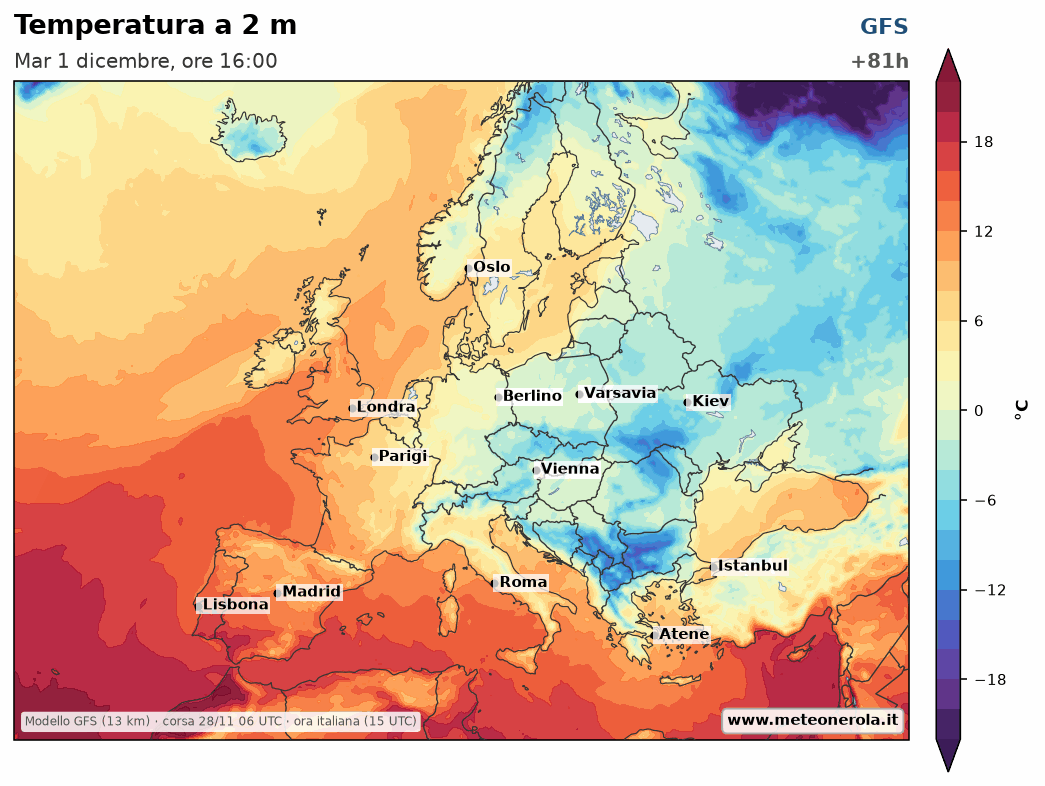 Temperatura a 2 m
GFS
Mar 1 dicembre, ore 16:00
+81h
18
12
6
0
−6
−12
−18
°C
Oslo
Londra
Berlino
Varsavia
Kiev
Parigi
Vienna
Istanbul
Roma
Madrid
Lisbona
Atene
Modello GFS (13 km) · corsa 28/11 06 UTC · ora italiana (15 UTC)
www.meteonerola.it